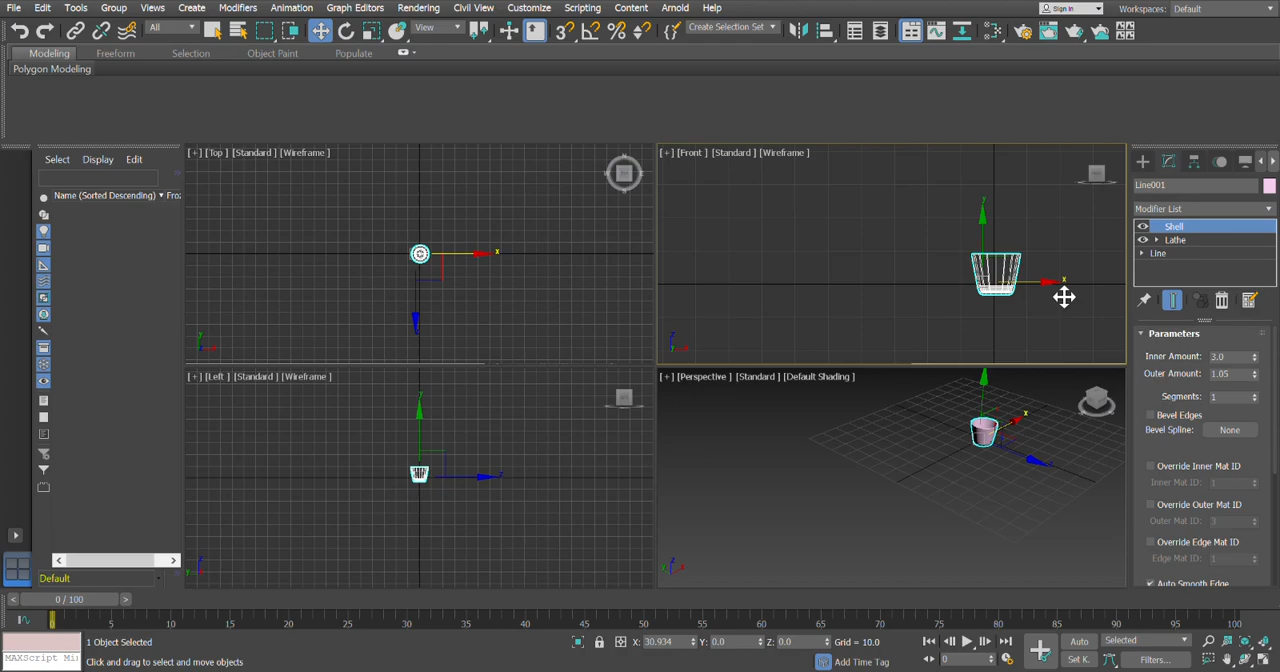 File Edit Tools Group Views Create Modifiers Animation Graph Editors Rendering Civil View Customize Scripting Content Arnold Help Sign In Workspaces: Default
All View Create Selection Set
Modeling Freeform Selection Object Paint Populate
Polygon Modeling
Select Display Edit
Name (Sorted Descending) Fro
Default
[+] [Top] [Standard] [Wireframe]
x
[+] [Front] [Standard] [Wireframe]
y
x
[+] [Left] [Standard] [Wireframe]
[+] [Perspective] [Standard] [Default Shading]
x
Line001
Modifier List
Shell
Lathe
Line
Parameters
Inner Amount: 3.0
Outer Amount: 1.05
Segments: 1
Bevel Edges
Bevel Spline: None
Override Inner Mat ID
Inner Mat ID: 1
Override Outer Mat ID
Outer Mat ID: 3
Override Edge Mat ID
Edge Mat ID: 1
Auto Smooth Edge
0 / 100
0 5 10 15 20 25 30 35 40 45 50 55 60 65 70 75 80 85 90 95 100
1 Object Selected X: 30.934 Y: 0.0 Z: 0.0 Grid = 10.0 Auto Selected
MAXScript Mi Click and drag to select and move objects Add Time Tag 0 Set K. Filters...